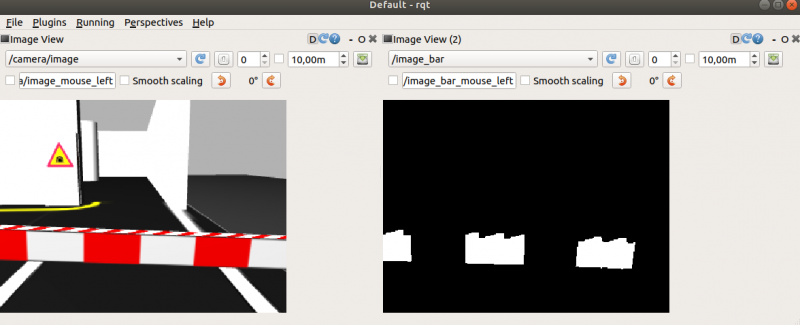 Default - rqt
File Plugins Running Perspectives Help
Image View D - O
/camera/image 0 10,00m
a/image_mouse_left Smooth scaling 0°
Image View (2) D - O
/image_bar 0 10,00m
/image_bar_mouse_left Smooth scaling 0°